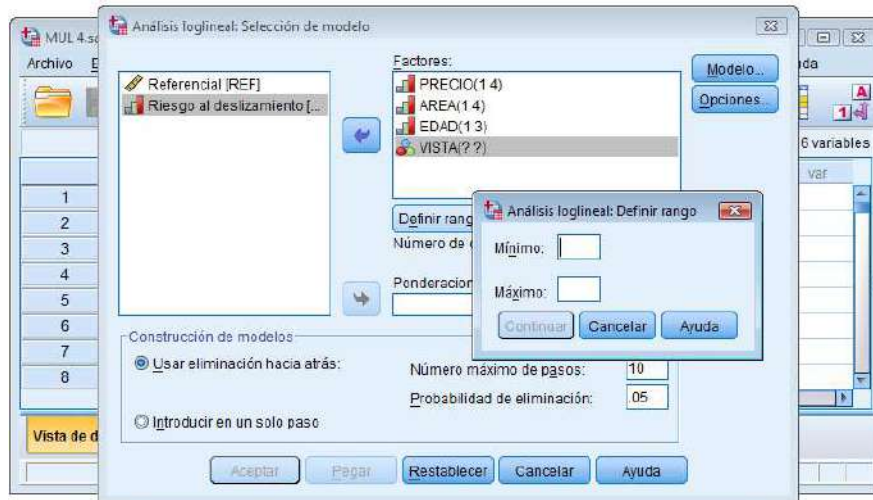 MUL 4.s
Análisis loglineal: Selección de modelo
Archivo
E
da
Referencial [REF]
Riesgo al deslizamiento [...
Factores:
PRECIO(1 4)
AREA(1 4)
EDAD(1 3)
VISTA(? ?)
Modelo...
Opciones...
6 variables
var
1
2
3
4
5
6
7
8
Definir rang
Número de
Ponderacion
Análisis loglineal: Definir rango
Mínimo:
Máximo:
Continuar
Cancelar
Ayuda
Construcción de modelos
Usar eliminación hacia atrás:
Número máximo de pasos:
10
Probabilidad de eliminación:
.05
Introducir en un solo paso
Vista de d
Aceptar
Pegar
Restablecer
Cancelar
Ayuda